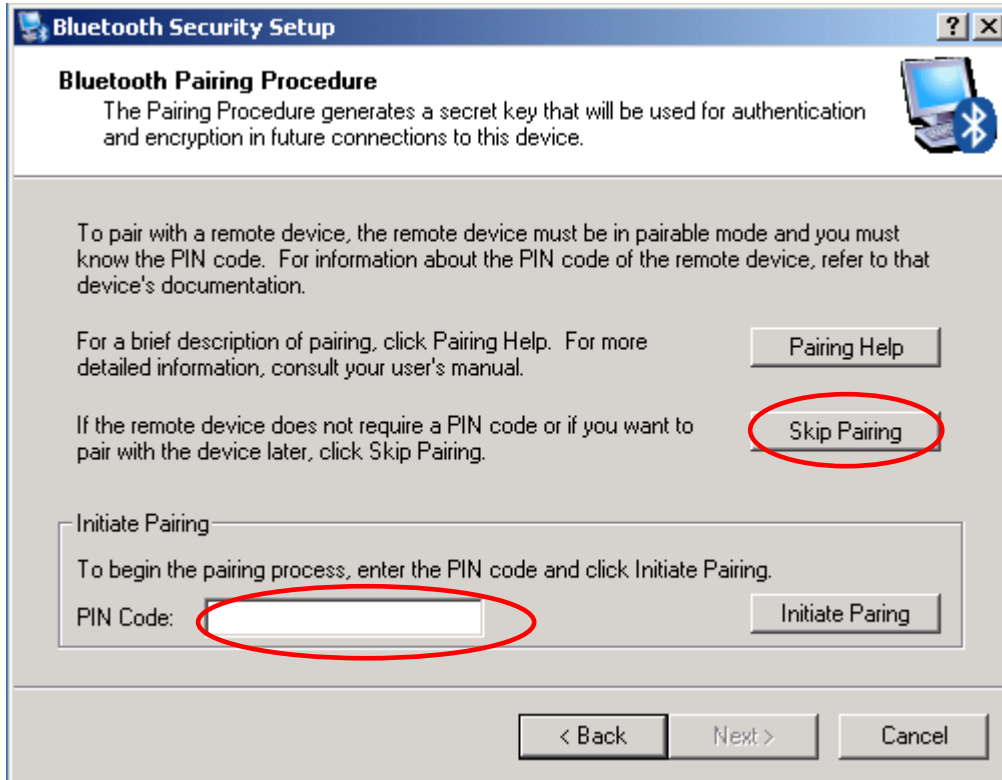 Bluetooth Security Setup
Bluetooth Pairing Procedure
The Pairing Procedure generates a secret key that will be used for authentication
and encryption in future connections to this device.
To pair with a remote device, the remote device must be in pairable mode and you must
know the PIN code.  For information about the PIN code of the remote device, refer to that
device's documentation.
For a brief description of pairing, click Pairing Help.  For more
detailed information, consult your user's manual.
Pairing Help
If the remote device does not require a PIN code or if you want to
pair with the device later, click Skip Pairing.
Skip Pairing
Initiate Pairing
To begin the pairing process, enter the PIN code and click Initiate Pairing.
PIN Code:
Initiate Paring
< Back
Next >
Cancel